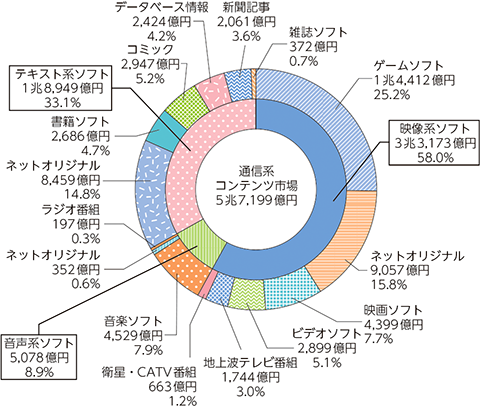 データベース情報
2,424億円
4.2%
新聞記事
2,061億円
3.6%
雑誌ソフト
372億円
0.7%
コミック
2,947億円
5.2%
ゲームソフト
1兆4,412億円
25.2%
テキスト系ソフト
1兆8,949億円
33.1%
映像系ソフト
3兆3,173億円
58.0%
書籍ソフト
2,686億円
4.7%
通信系
コンテンツ市場
5兆7,199億円
ネットオリジナル
8,459億円
14.8%
ラジオ番組
197億円
0.3%
ネットオリジナル
352億円
0.6%
ネットオリジナル
9,057億円
15.8%
映画ソフト
4,399億円
7.7%
音声系ソフト
5,078億円
8.9%
音楽ソフト
4,529億円
7.9%
ビデオソフト
2,899億円
5.1%
地上波テレビ番組
1,744億円
3.0%
衛星・CATV番組
663億円
1.2%